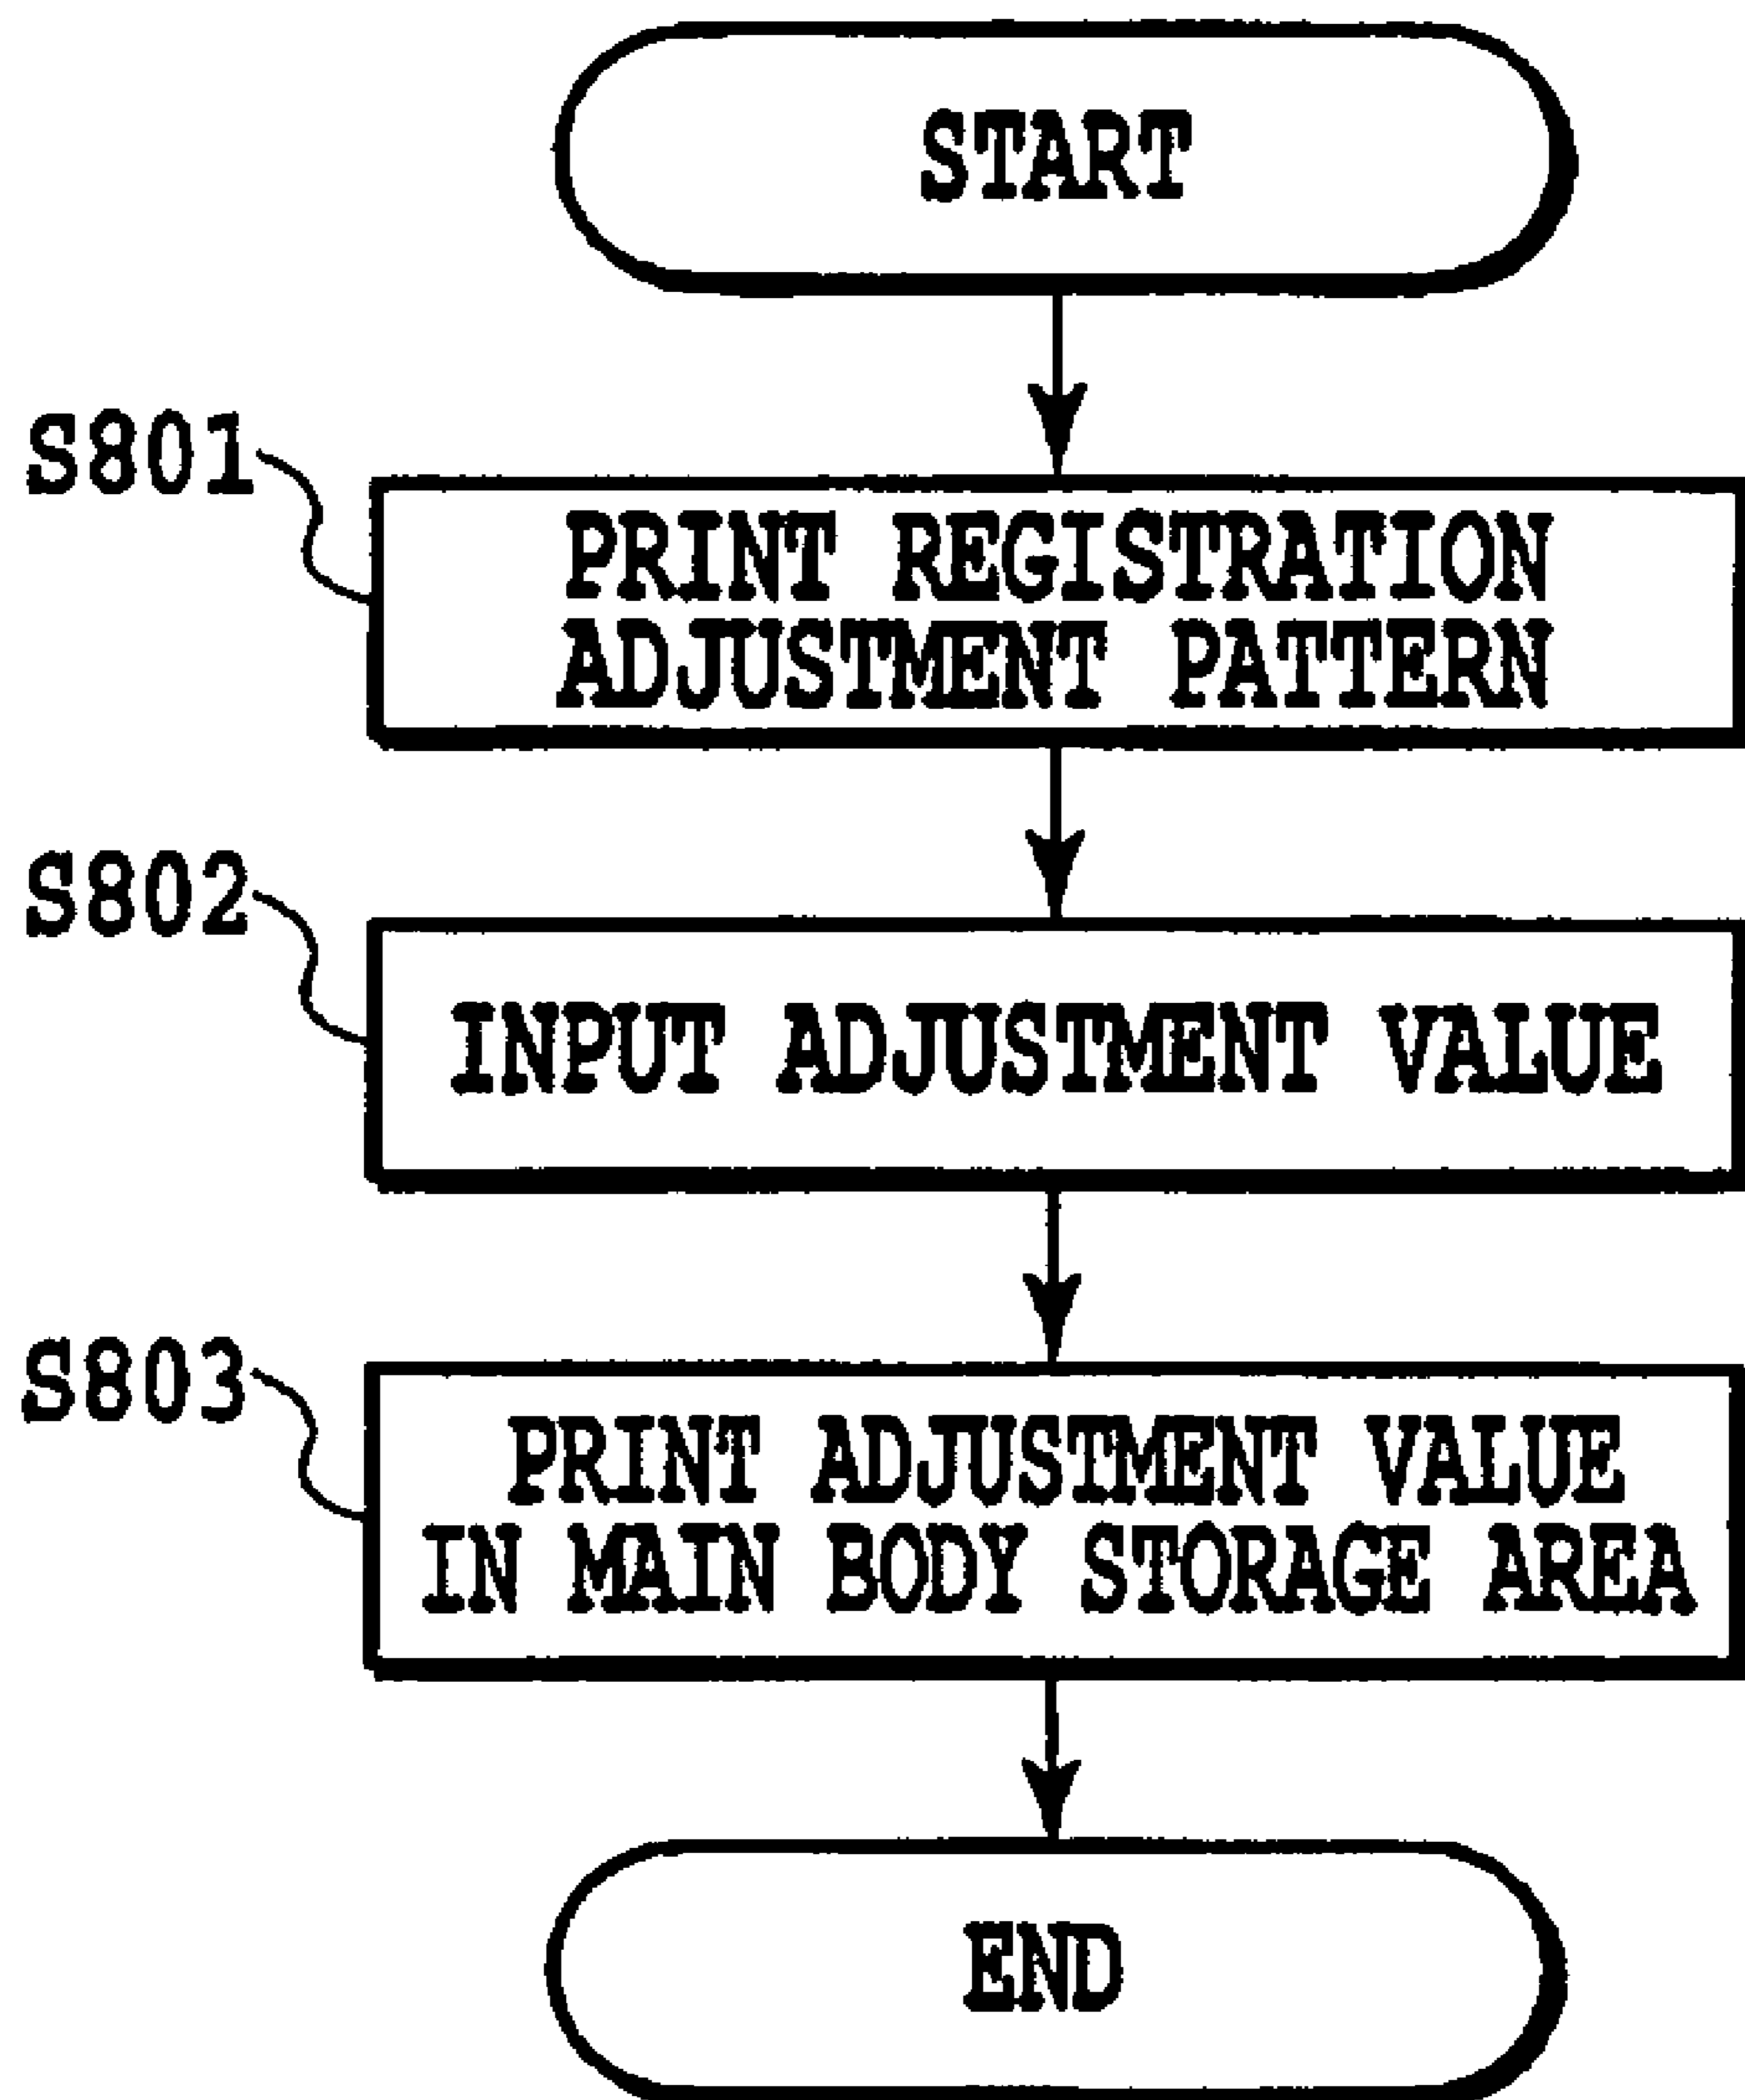 START
S801
PRINT REGISTRATION
ADJUSTMENT PATTERN
S802
INPUT ADJUSTMENT VALUE
S803
PRINT ADJUSTMENT VALUE
IN MAIN BODY STORAGE AREA
END